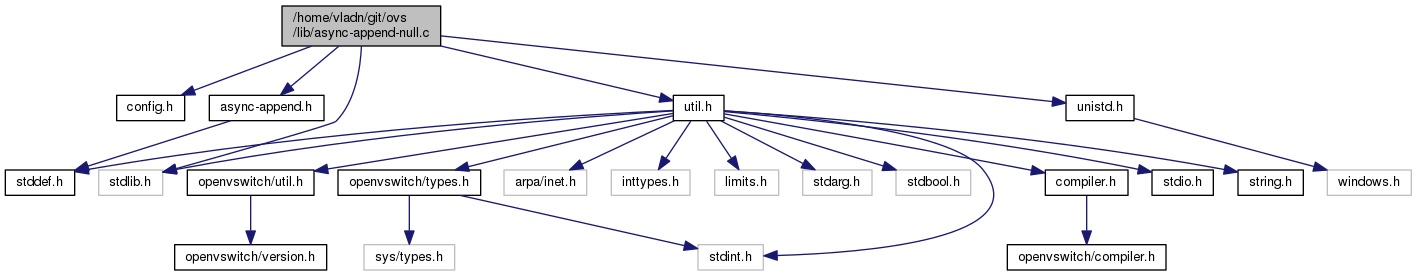 /home/vladn/git/ovs
/lib/async-append-null.c
config.h
async-append.h
util.h
unistd.h
stddef.h
stdlib.h
openvswitch/util.h
openvswitch/types.h
arpa/inet.h
inttypes.h
limits.h
stdarg.h
stdbool.h
compiler.h
stdio.h
string.h
windows.h
openvswitch/version.h
sys/types.h
stdint.h
openvswitch/compiler.h